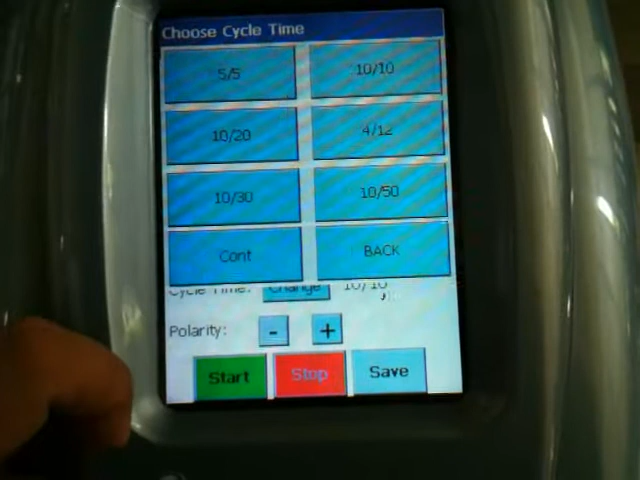 Choose Cycle Time
5/5 10/10
10/20 4/12
10/30 10/50
Cont BACK
Cycle Time: Change 10/10
Polarity: - +
Start Stop Save